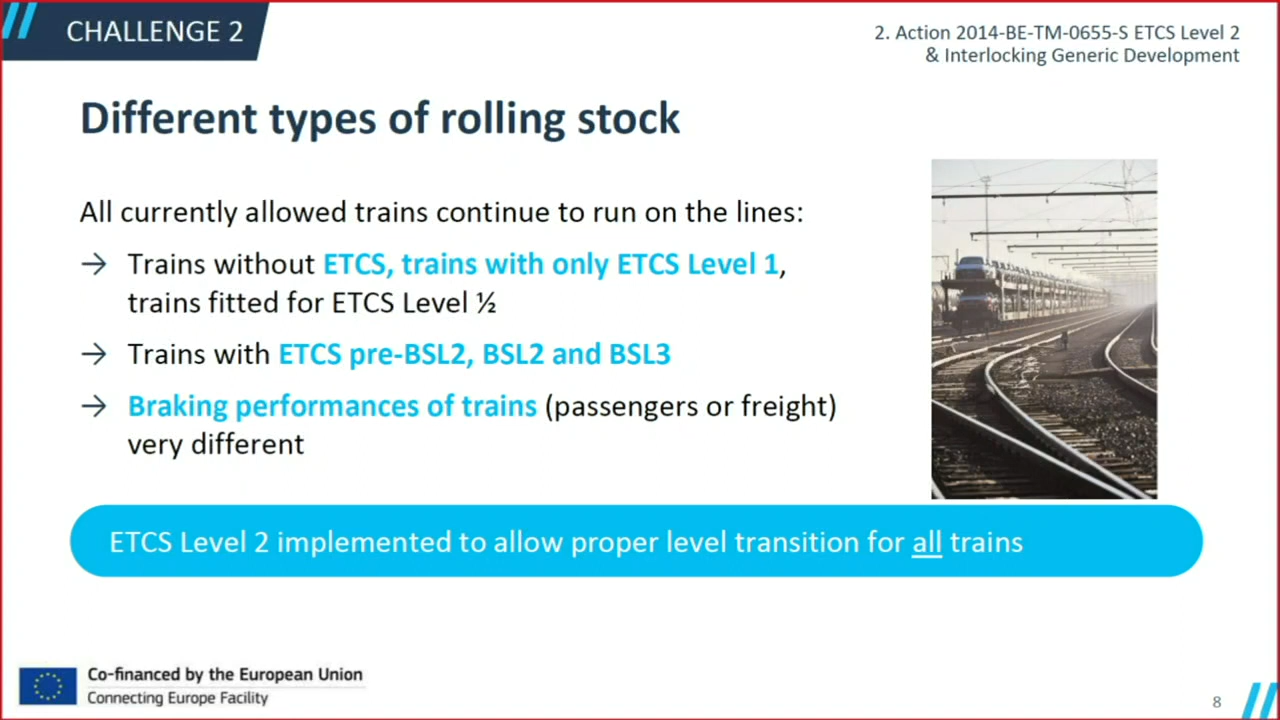 CHALLENGE 2
2. Action 2014-BE-TM-0655-S ETCS Level 2
& Interlocking Generic Development
Different types of rolling stock
All currently allowed trains continue to run on the lines:
→ Trains without ETCS, trains with only ETCS Level 1,
trains fitted for ETCS Level ½
→ Trains with ETCS pre-BSL2, BSL2 and BSL3
→ Braking performances of trains (passengers or freight)
very different
ETCS Level 2 implemented to allow proper level transition for all trains
Co-financed by the European Union
Connecting Europe Facility
8